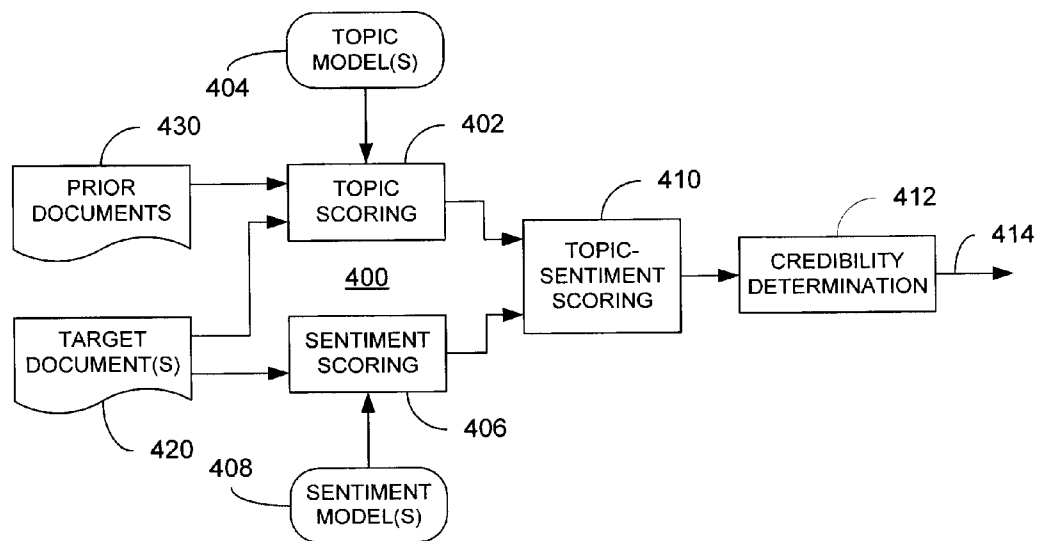 TOPIC
MODEL(S)
404
430
402
PRIOR
DOCUMENTS
TOPIC
SCORING
410
412
414
TOPIC-
SENTIMENT
SCORING
CREDIBILITY
DETERMINATION
400
TARGET
DOCUMENT(S)
SENTIMENT
SCORING
420
406
408
SENTIMENT
MODEL(S)